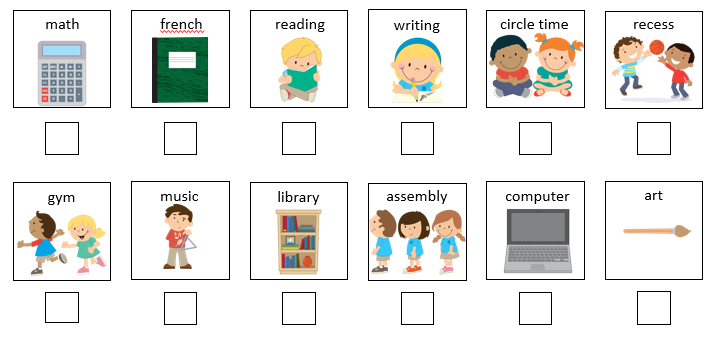 math french reading writing circle time recess
gym music library assembly computer art